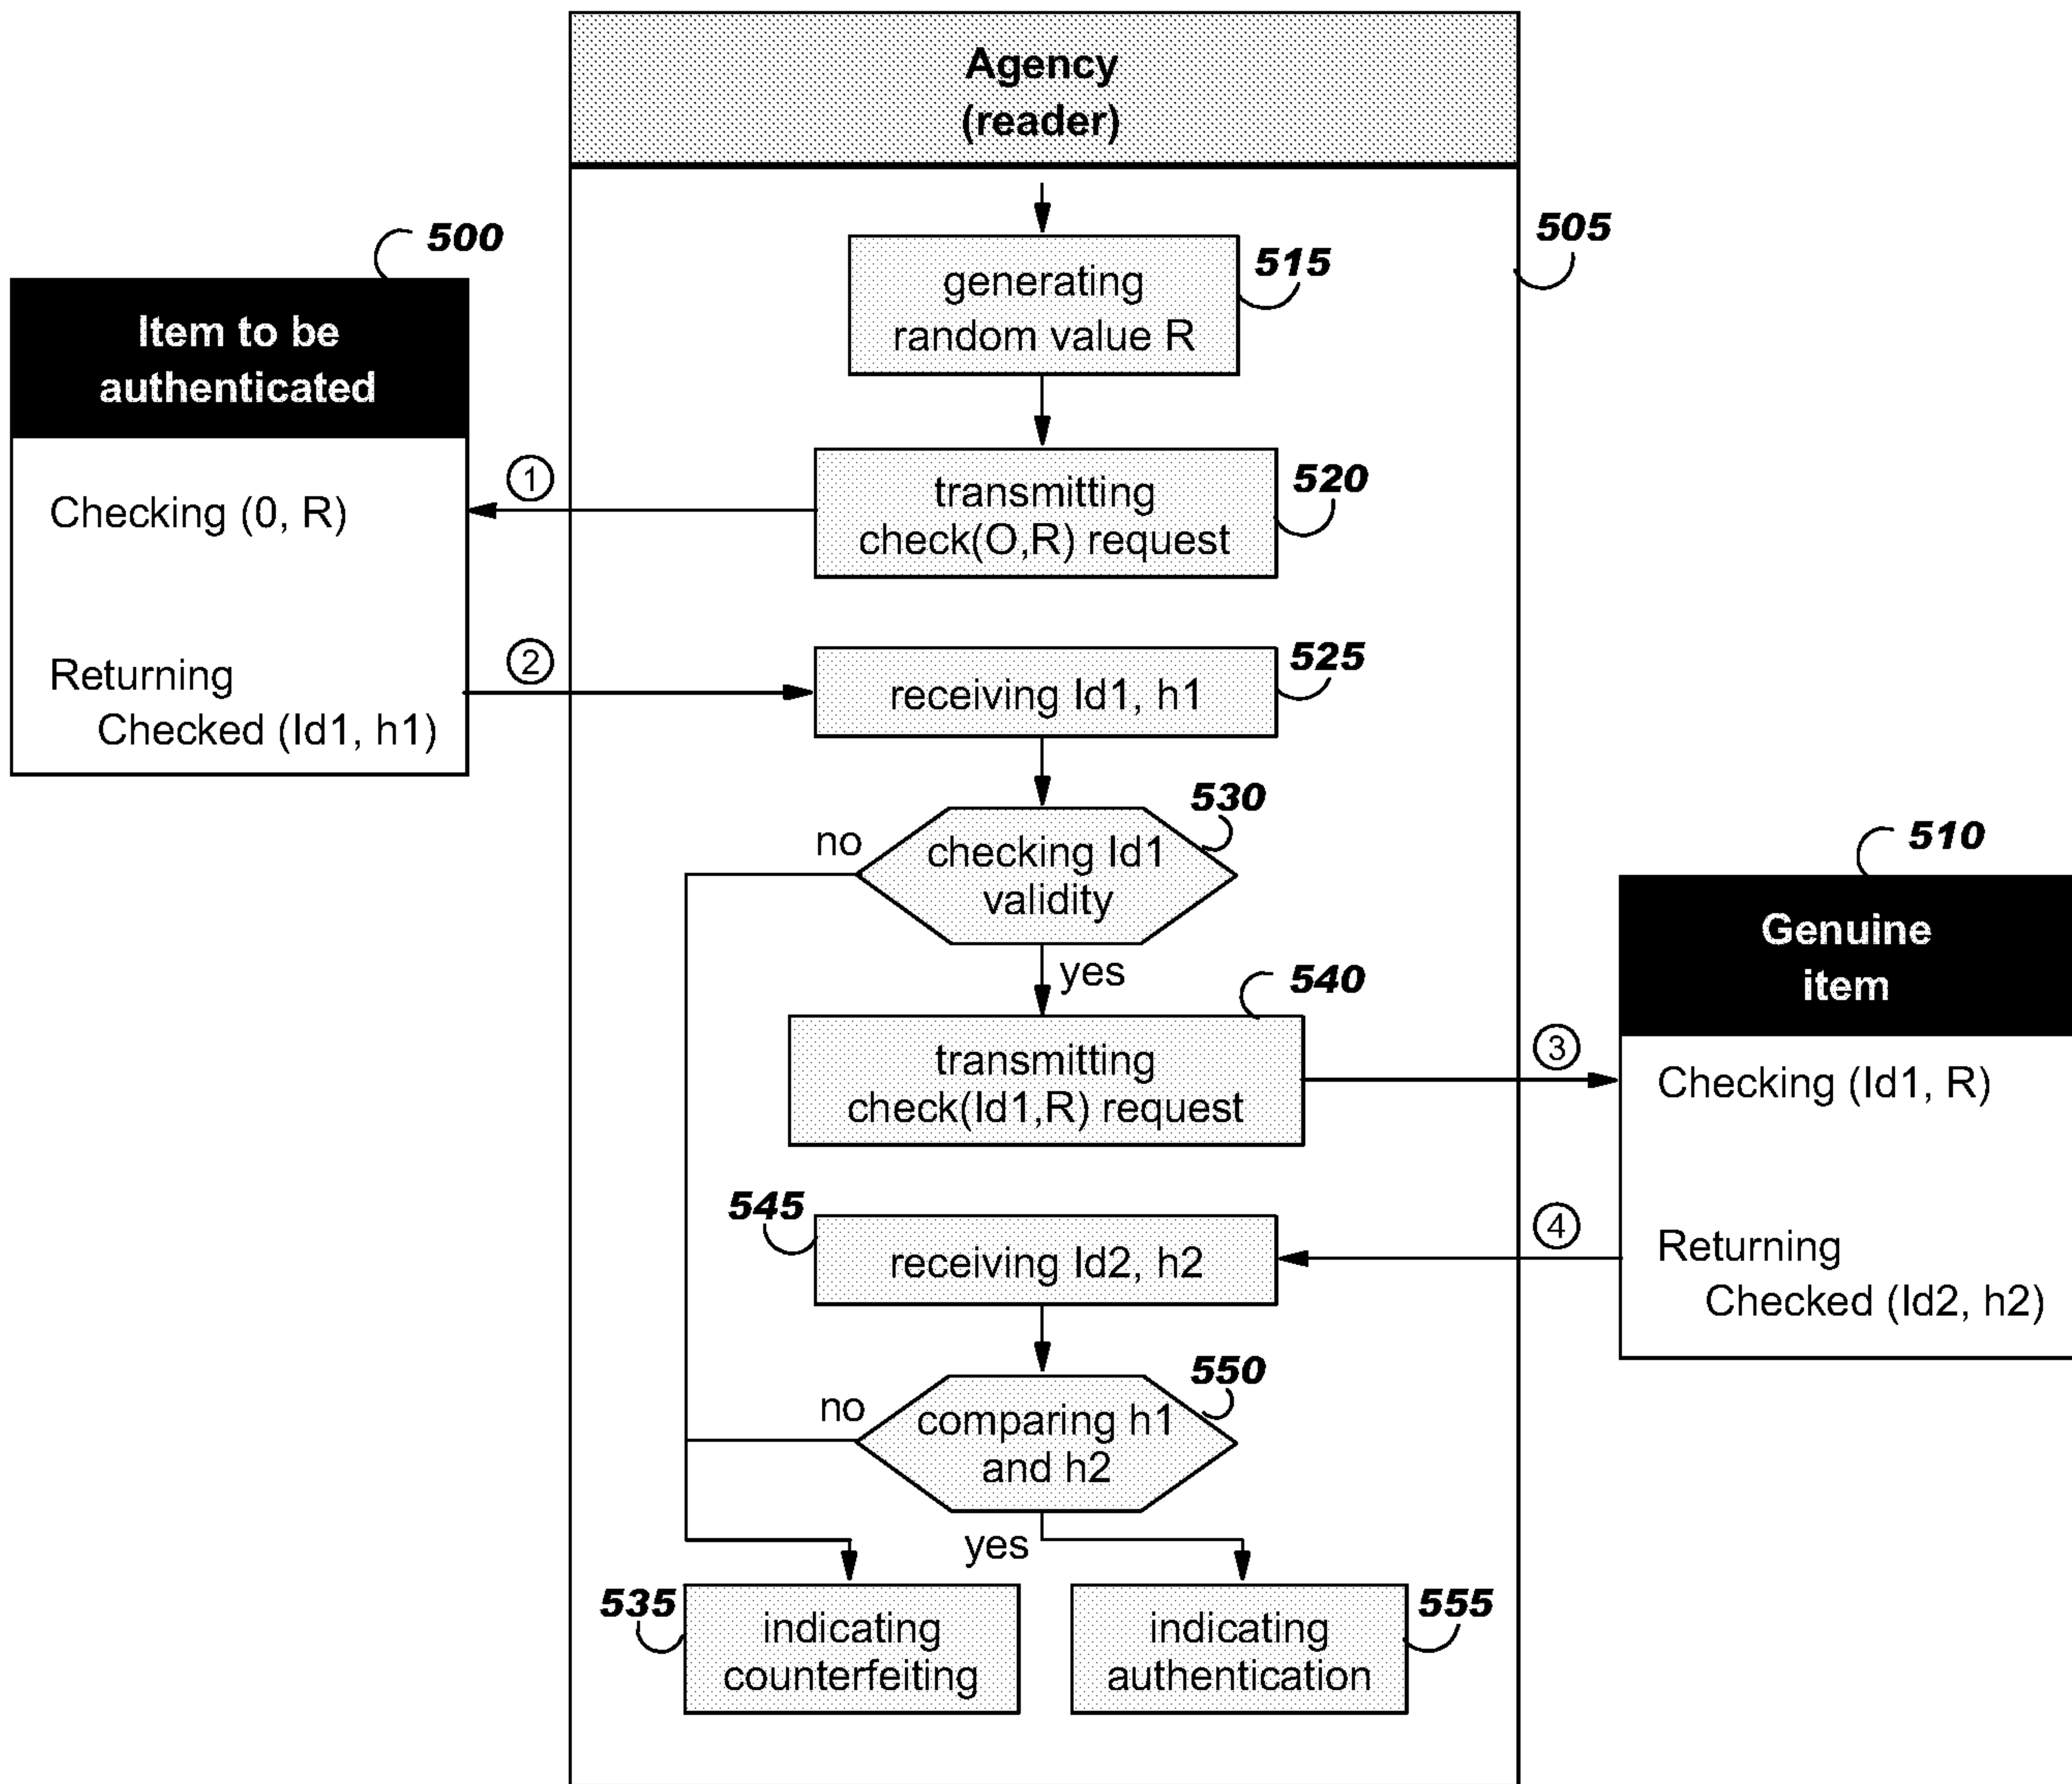 Agency
(reader)
500
505
generating
random value R
515
Item to be
authenticated
1
transmitting
check(O,R) request
520
Checking (0, R)
2
Returning
Checked (Id1, h1)
receiving Id1, h1
525
530
no
checking Id1
validity
yes
510
Genuine
item
540
transmitting
check(Id1,R) request
3
Checking (Id1, R)
545
receiving Id2, h2
4
Returning
Checked (Id2, h2)
550
no
comparing h1
and h2
yes
535
indicating
counterfeiting
555
indicating
authentication